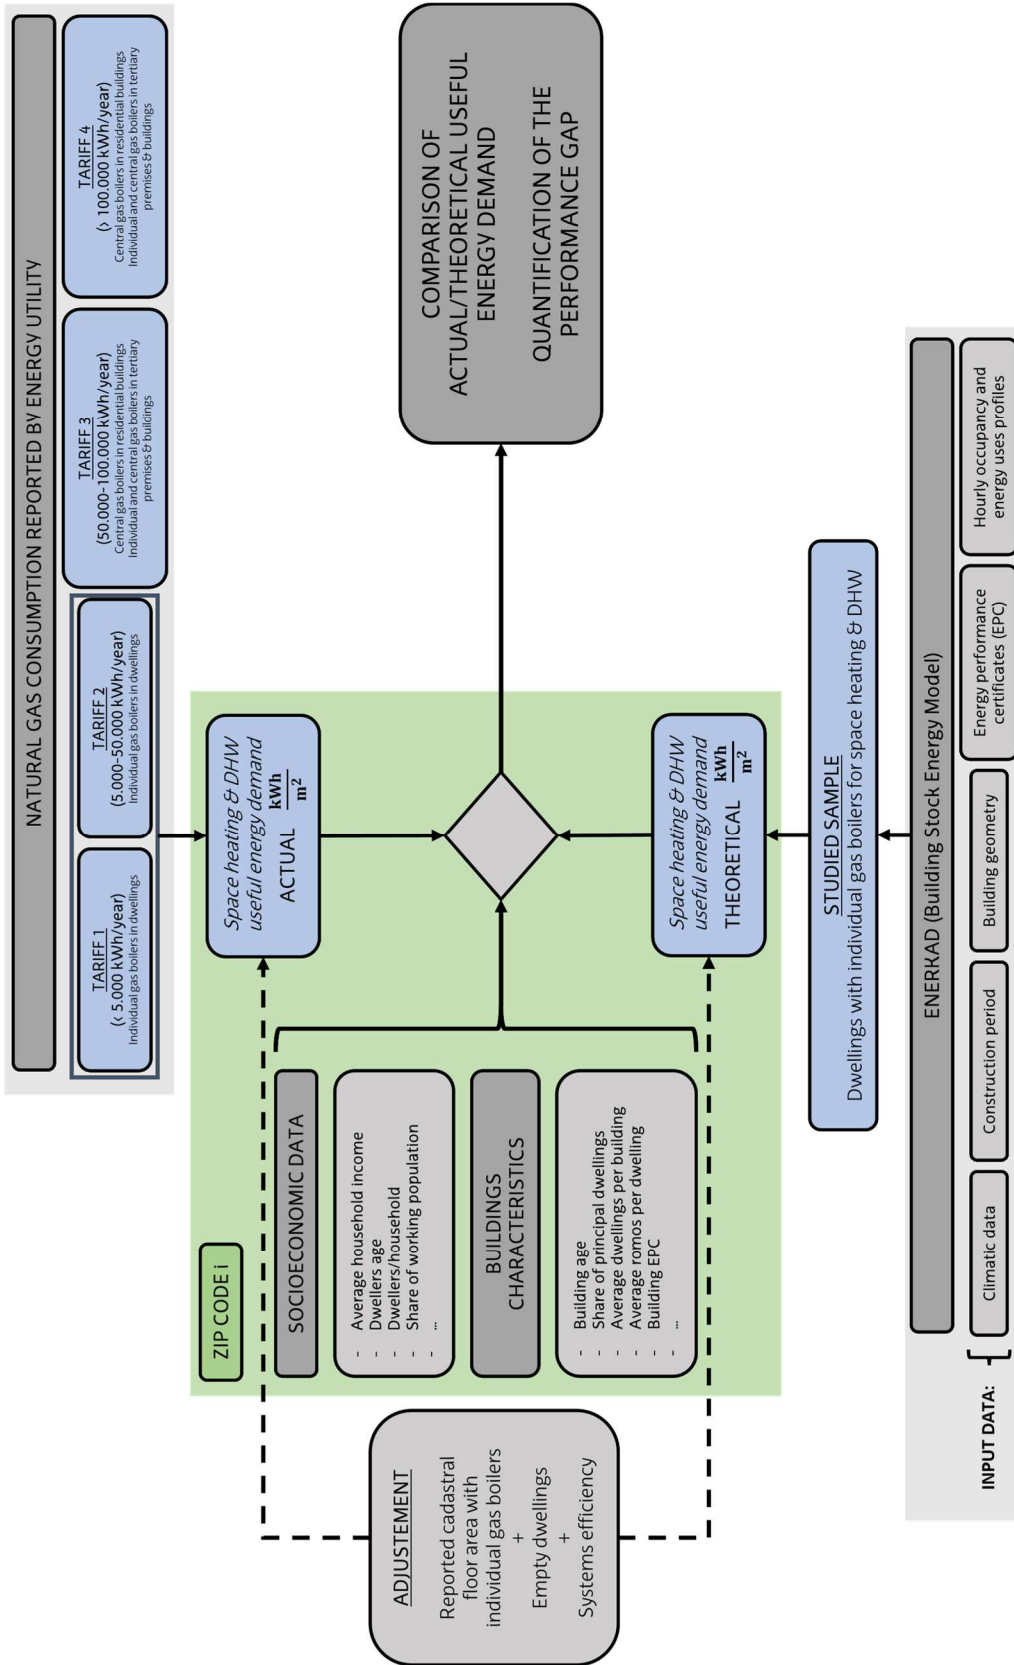 NATURAL GAS CONSUMPTION REPORTED BY ENERGY UTILITY
TARIFF 1
(< 5.000 kWh/year)
Individual gas boilers in dwellings
TARIFF 2
(5.000-50.000 kWh/year)
Individual gas boilers in dwellings
TARIFF 3
(50.000-100.000 kWh/year)
Central gas boilers in residential buildings
Individual and central gas boilers in tertiary
premises & buildings
TARIFF 4
(> 100.000 kWh/year)
Central gas boilers in residential buildings
Individual and central gas boilers in tertiary
premises & buildings
ZIP CODE i
Space heating & DHW
useful energy demand
ACTUAL kWh/m²
ADJUSTEMENT
Reported cadastral
floor area with
individual gas boilers
+
Empty dwellings
+
Systems efficiency
SOCIOECONOMIC DATA
- Average household income
- Dwellers age
- Dwellers/household
- Share of working population
- ...
BUILDINGS
CHARACTERISTICS
- Building age
- Share of principal dwellings
- Average dwellings per building
- Average romos per dwelling
- Building EPC
- ...
COMPARISON OF
ACTUAL/THEORETICAL USEFUL
ENERGY DEMAND
QUANTIFICATION OF THE
PERFORMANCE GAP
Space heating & DHW
useful energy demand
THEORETICAL kWh/m²
STUDIED SAMPLE
Dwellings with individual gas boilers for space heating & DHW
ENERKAD (Building Stock Energy Model)
INPUT DATA:
Climatic data
Construction period
Building geometry
Energy performance
certificates (EPC)
Hourly occupancy and
energy uses profiles